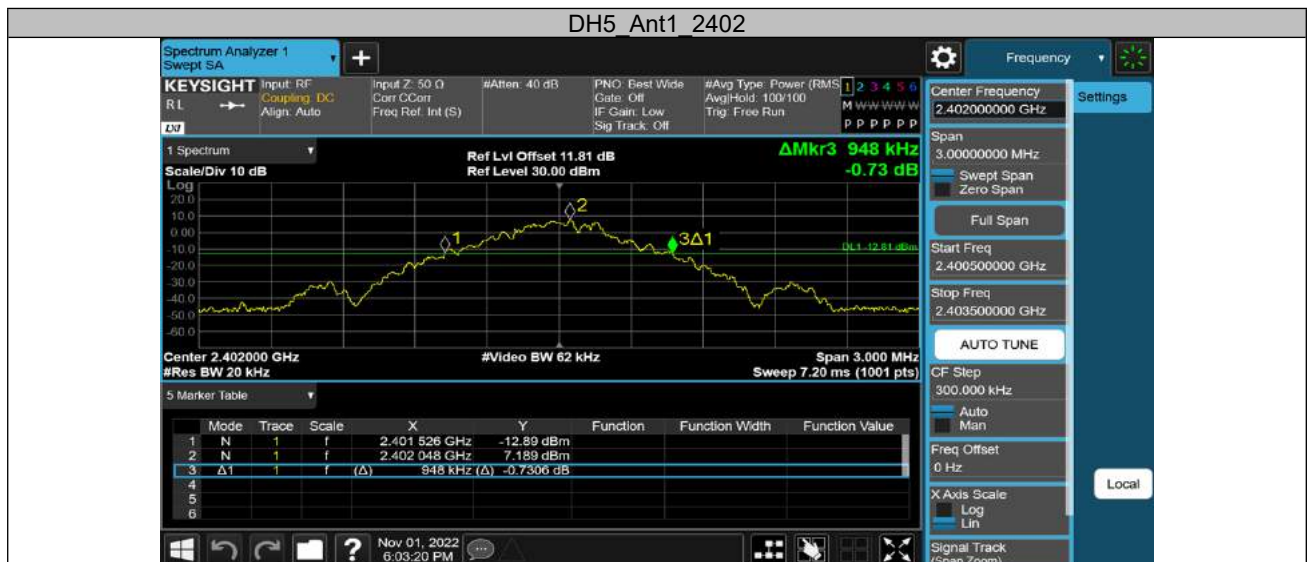 DH5_Ant1_2402
Spectrum Analyzer 1
Swept SA
+
Frequency
KEYSIGHT
RL
LXI
Input: RF
Coupling: DC
Align: Auto
Input Z: 50 Ω
Corr CCorr
Freq Ref: Int (S)
#Atten: 40 dB
PNO: Best Wide
Gate: Off
IF Gain: Low
Sig Track: Off
#Avg Type: Power (RMS
Avg|Hold: 100/100
Trig: Free Run
1 2 3 4 5 6
M W W W W W
P P P P P P
1 Spectrum
Scale/Div 10 dB
Ref Lvl Offset 11.81 dB
Ref Level 30.00 dBm
ΔMkr3 948 kHz
-0.73 dB
Log
20.0
10.0
0.00
-10.0
-20.0
-30.0
-40.0
-50.0
-60.0
1
2
3Δ1
DL1 -12.81 dBm
Center 2.402000 GHz
#Video BW 62 kHz
Span 3.000 MHz
#Res BW 20 kHz
Sweep 7.20 ms (1001 pts)
5 Marker Table
Mode Trace Scale X Y Function Function Width Function Value
1 N 1 f 2.401 526 GHz -12.89 dBm
2 N 1 f 2.402 048 GHz 7.189 dBm
3 Δ1 1 f (Δ) 948 kHz (Δ) -0.7306 dB
4
5
6
?
Nov 01, 2022
6:03:20 PM
Center Frequency
2.402000000 GHz
Settings
Span
3.00000000 MHz
Swept Span
Zero Span
Full Span
Start Freq
2.400500000 GHz
Stop Freq
2.403500000 GHz
AUTO TUNE
CF Step
300.000 kHz
Auto
Man
Freq Offset
0 Hz
X Axis Scale
Log
Lin
Local
Signal Track
(Span Zoom)